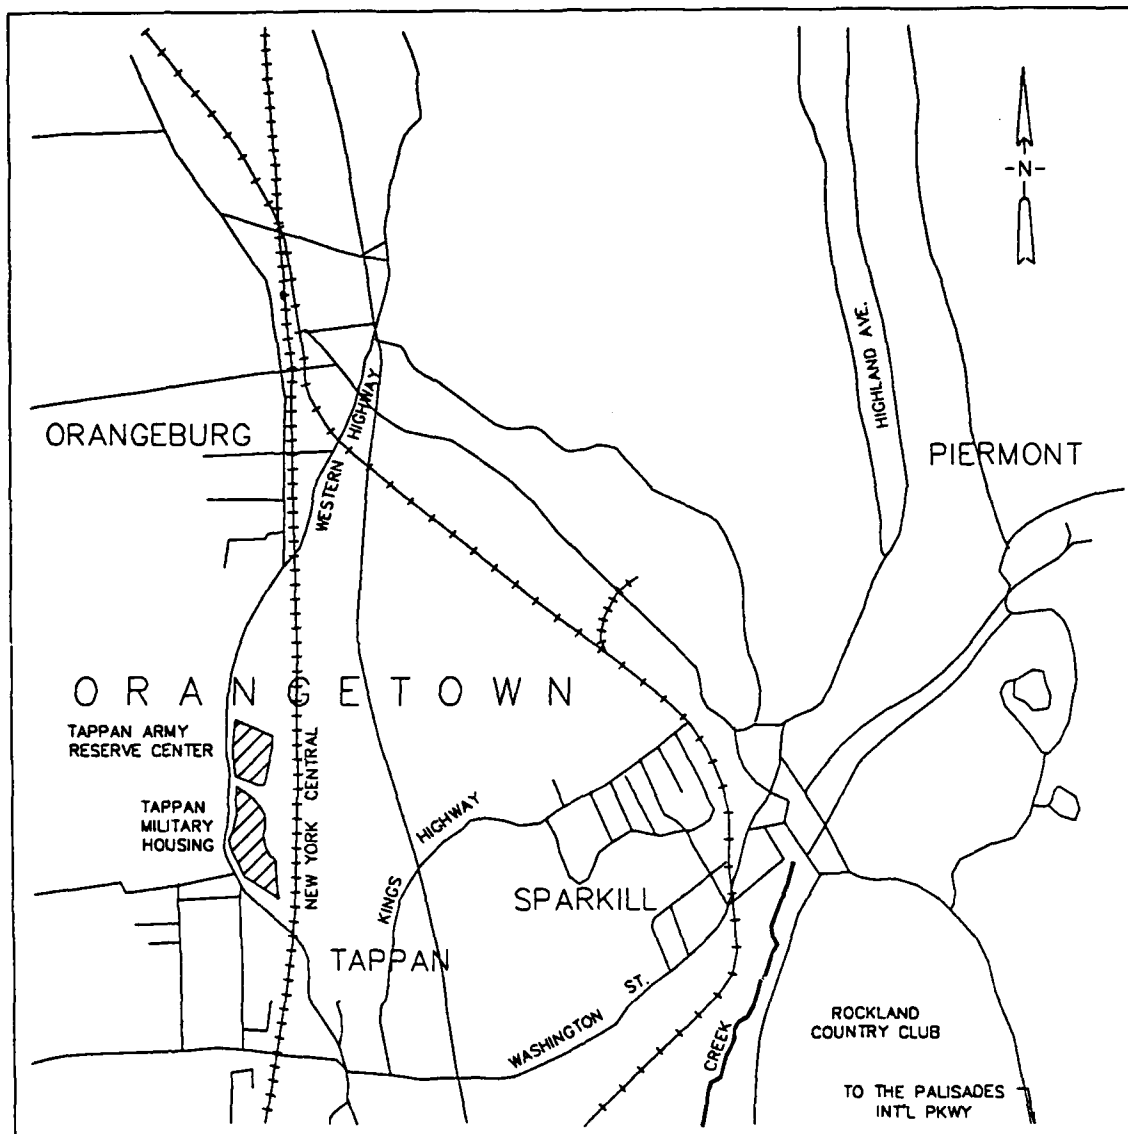 -N-
HIGHLAND AVE.
ORANGEBURG
WESTERN HIGHWAY
PIERMONT
ORANGETOWN
TAPPAN ARMY
RESERVE CENTER
NEW YORK CENTRAL
TAPPAN
MILITARY
HOUSING
KINGS HIGHWAY
SPARKILL
TAPPAN
WASHINGTON ST.
CREEK
ROCKLAND
COUNTRY CLUB
TO THE PALISADES
INT'L PKWY